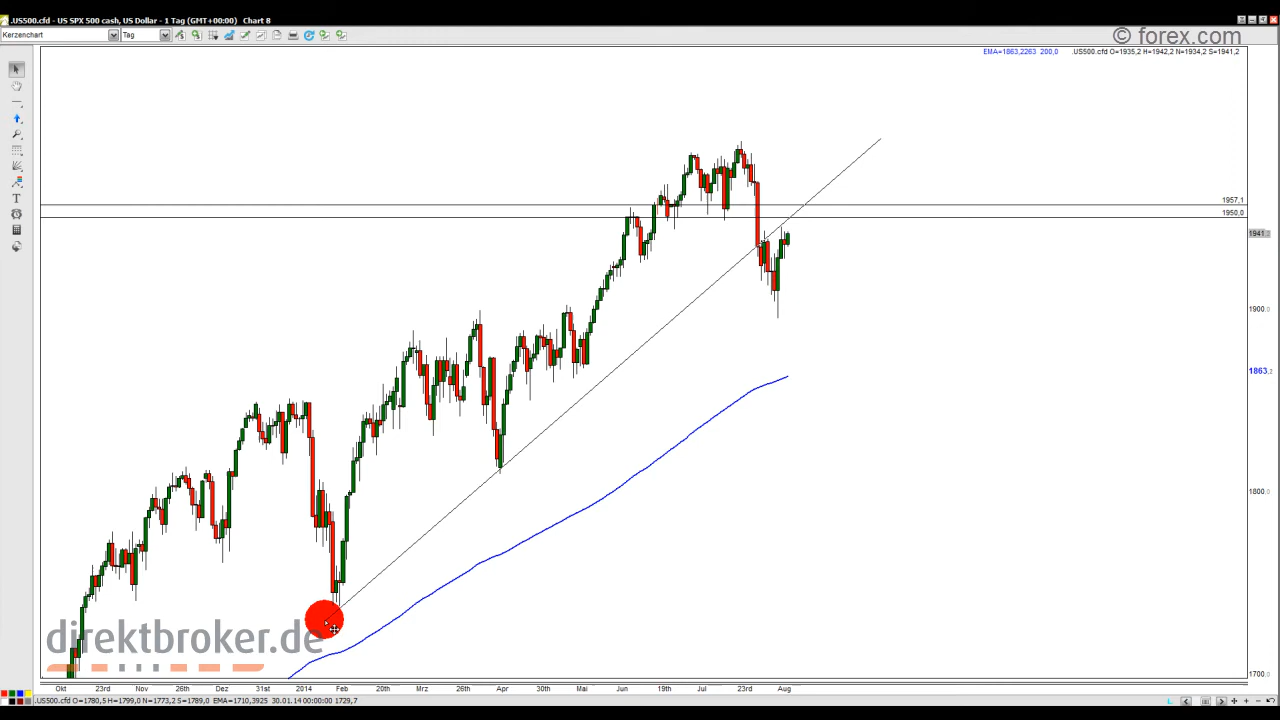 .US500.cfd - US SPX 500 cash, US Dollar - 1 Tag (GMT+00:00) Chart 8
Kerzenchart
Tag
© forex.com
EMA=1863,2263 200,0 .US500.cfd O=1935,2 H=1942,2 N=1934,2 S=1941,2
1957,1
1950,0
1941
1900,0
1863,2
1800,0
1700,0
direktbroker.de
Okt 23rd Nov 26th Dez 31st 2014 Feb 20th Mrz 26th Apr 30th Mai Jun 19th Jul 23rd Aug
.US500.cfd O=1780,5 H=1799,0 N=1773,2 S=1789,0 EMA=1710,3925 30.01.14 00:00:00 1729,7
L